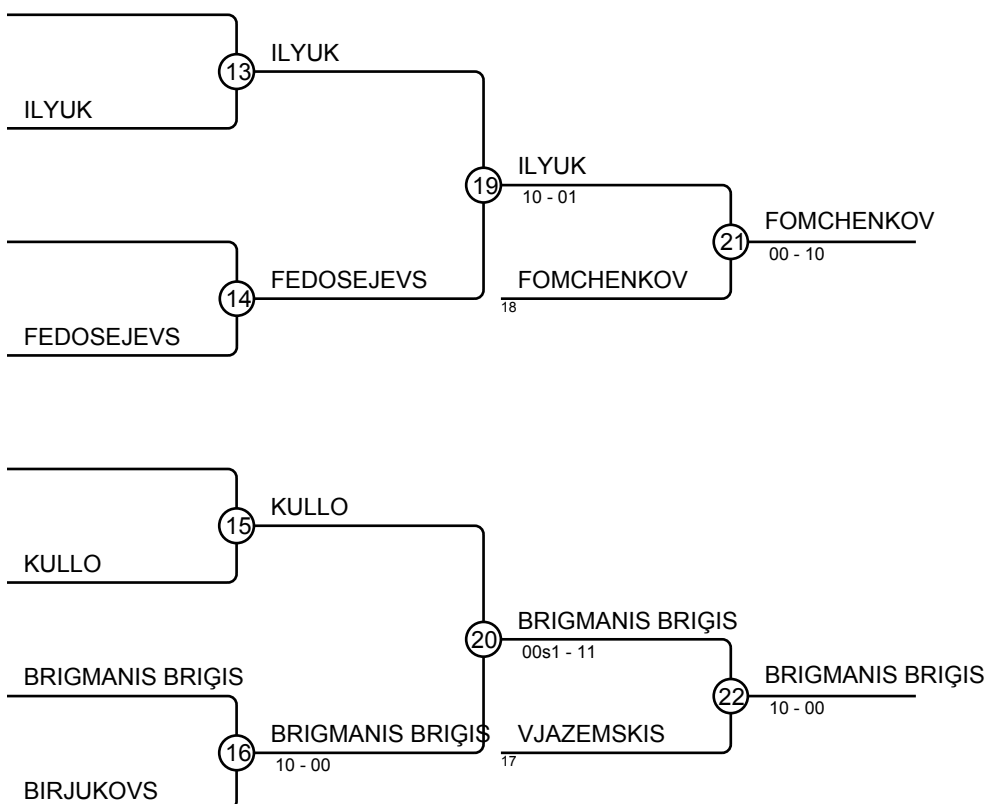 ILYUK
13
ILYUK
ILYUK
19
10 - 01
FOMCHENKOV
21
00 - 10
FEDOSEJEVS
14
FOMCHENKOV
18
FEDOSEJEVS
KULLO
15
KULLO
BRIGMANIS BRIĢIS
20
00s1 - 11
BRIGMANIS BRIĢIS
BRIGMANIS BRIĢIS
22
10 - 00
BRIGMANIS BRIĢIS
16
10 - 00
VJAZEMSKIS
17
BIRJUKOVS